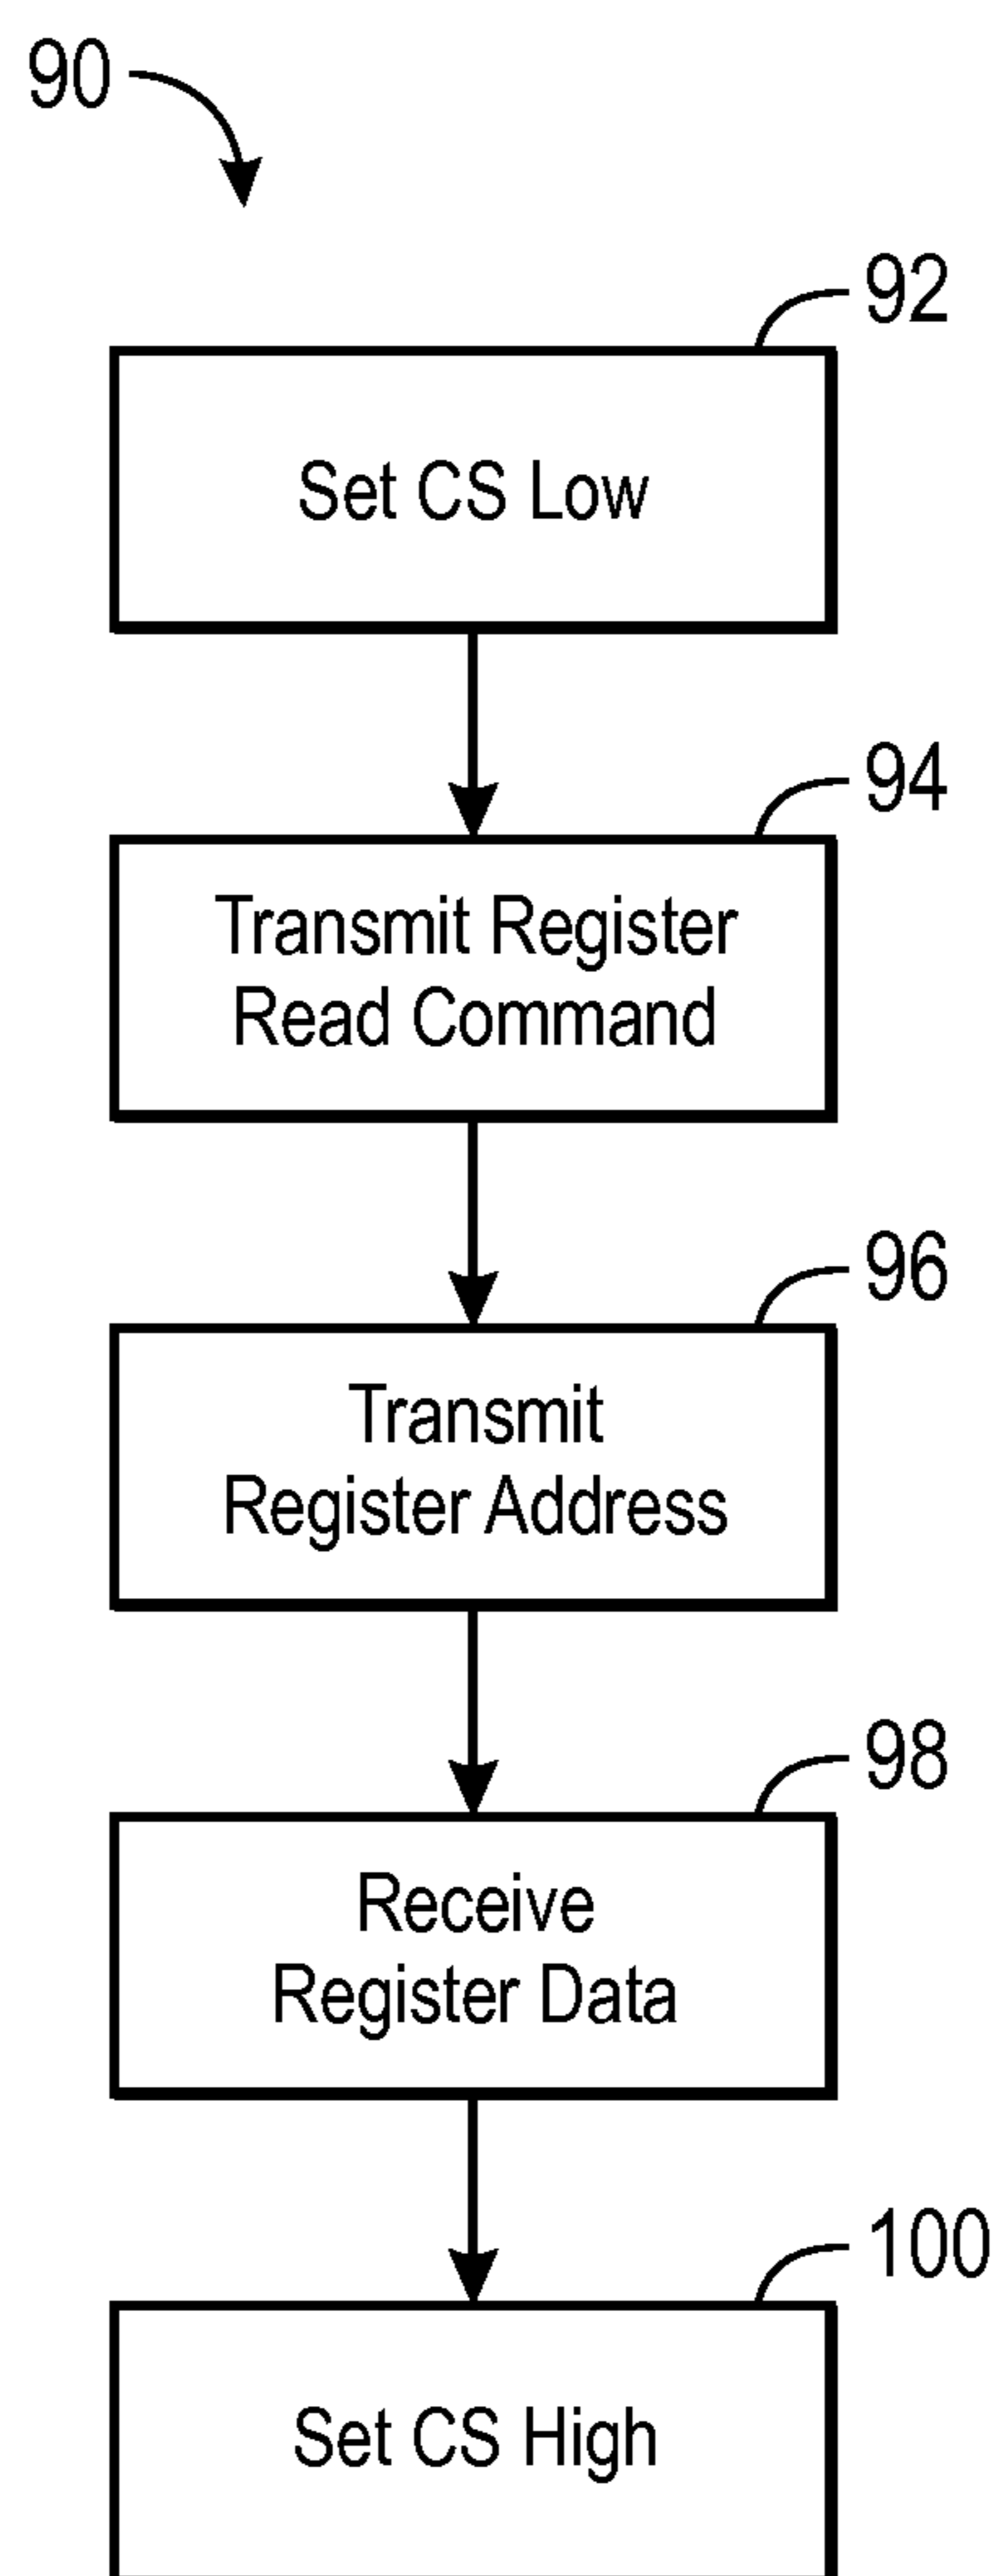 90
92
Set CS Low
94
Transmit Register
Read Command
96
Transmit
Register Address
98
Receive
Register Data
100
Set CS High